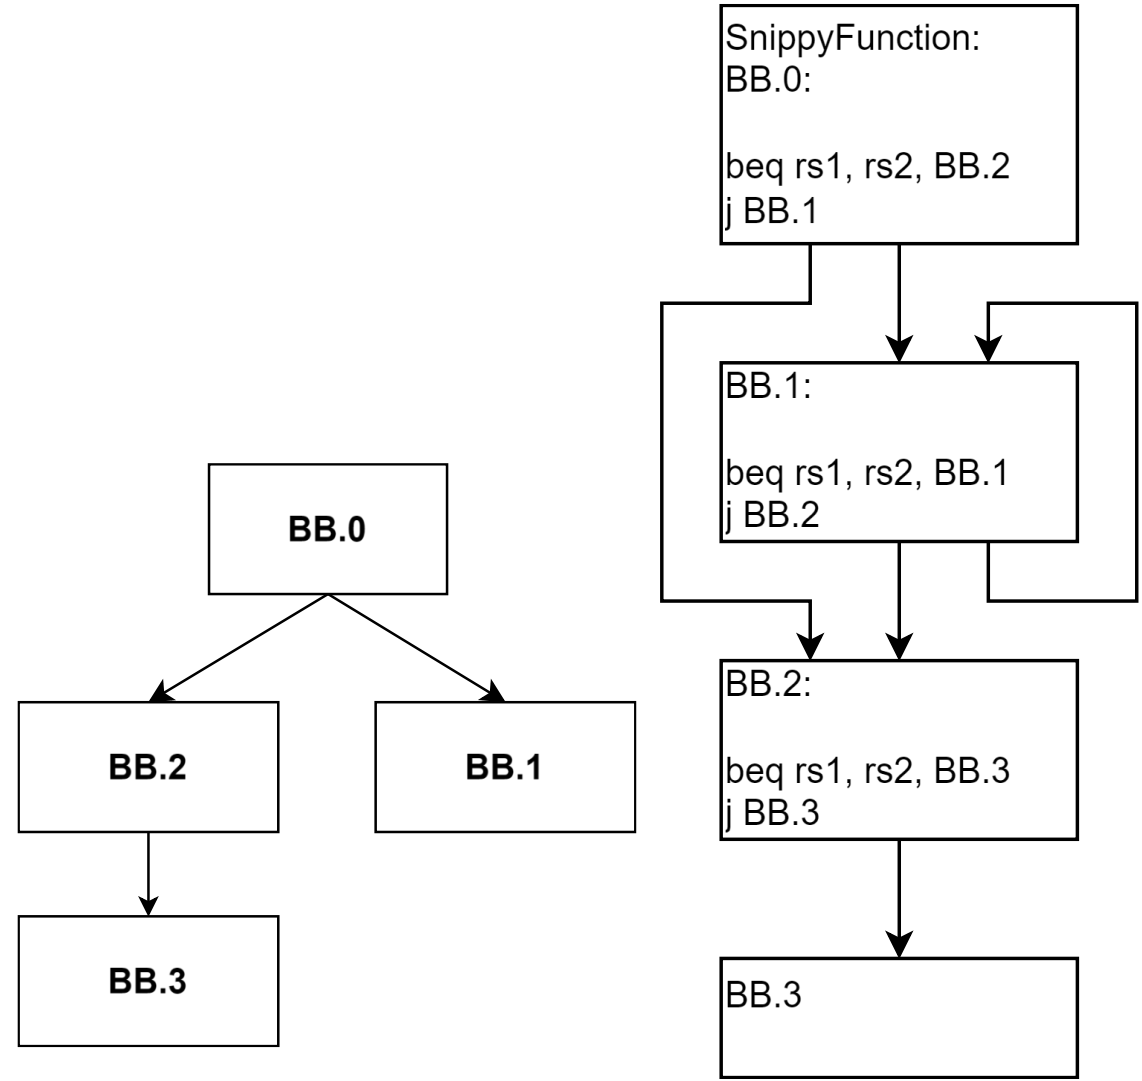 BB.0
BB.2
BB.1
BB.3
SnippyFunction:
BB.0:
beq rs1, rs2, BB.2
j BB.1
BB.1:
beq rs1, rs2, BB.1
j BB.2
BB.2:
beq rs1, rs2, BB.3
j BB.3
BB.3